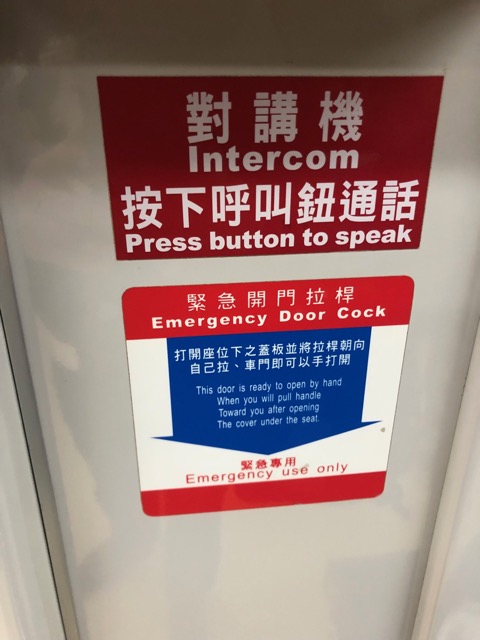 對講機
Intercom
按下呼叫鈕通話
Press button to speak
緊急開門拉桿
Emergency Door Cock
打開座位下之蓋板並將拉桿朝向
自己拉、車門即可以手打開
This door is ready to open by hand
When you will pull handle
Toward you after opening
The cover under the seat.
緊急專用
Emergency use only